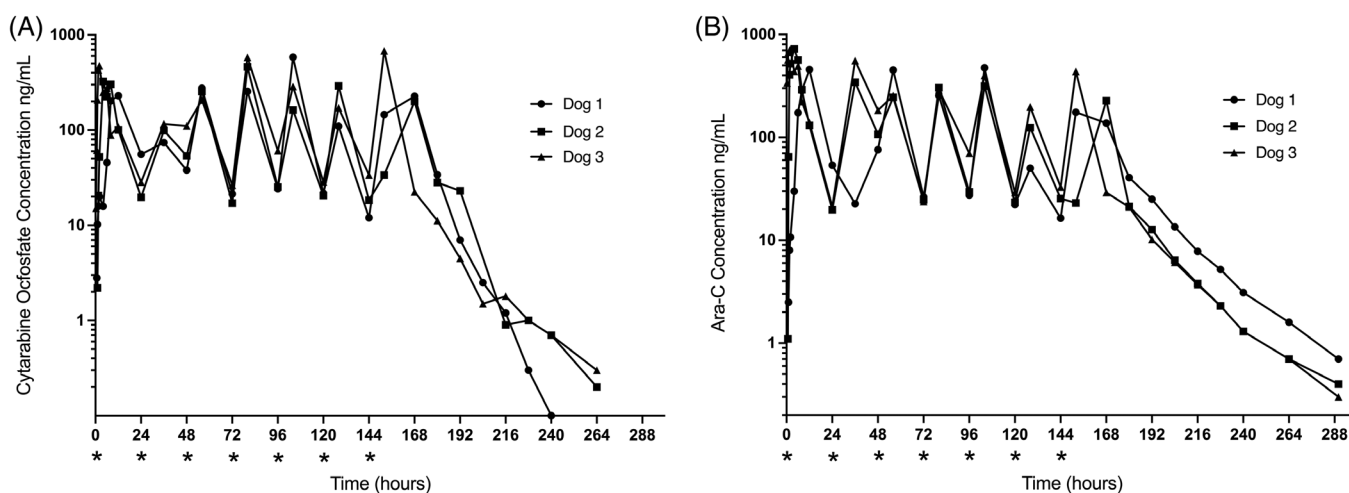 (A)
Cytarabine Ocfosfate Concentration ng/mL
1000
100
10
1
0 24 48 72 96 120 144 168 192 216 240 264 288
* * * * * * *
Time (hours)
Dog 1
Dog 2
Dog 3
(B)
Ara-C Concentration ng/mL
1000
100
10
1
0 24 48 72 96 120 144 168 192 216 240 264 288
* * * * * * *
Time (hours)
Dog 1
Dog 2
Dog 3